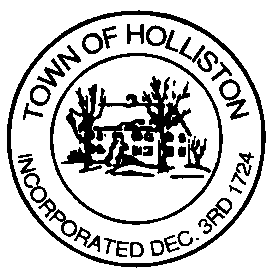 TOWN OF HOLLISTON
INCORPORATED DEC. 3RD 1724